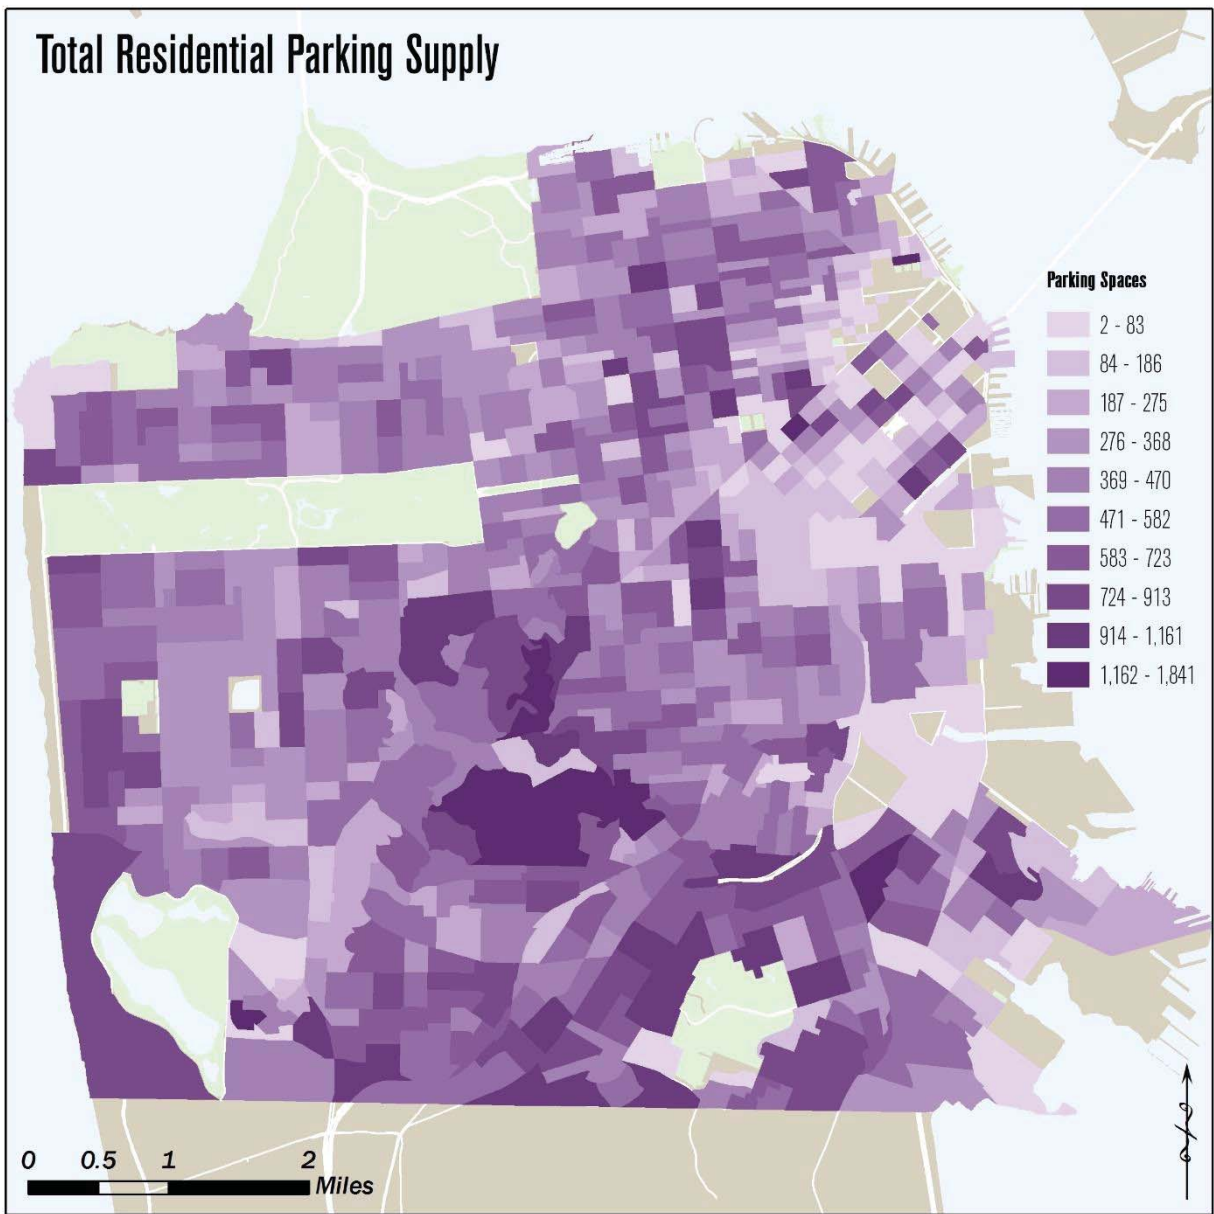 Total Residential Parking Supply
Parking Spaces
2 - 83
84 - 186
187 - 275
276 - 368
369 - 470
471 - 582
583 - 723
724 - 913
914 - 1,161
1,162 - 1,841
0 0.5 1 2
Miles